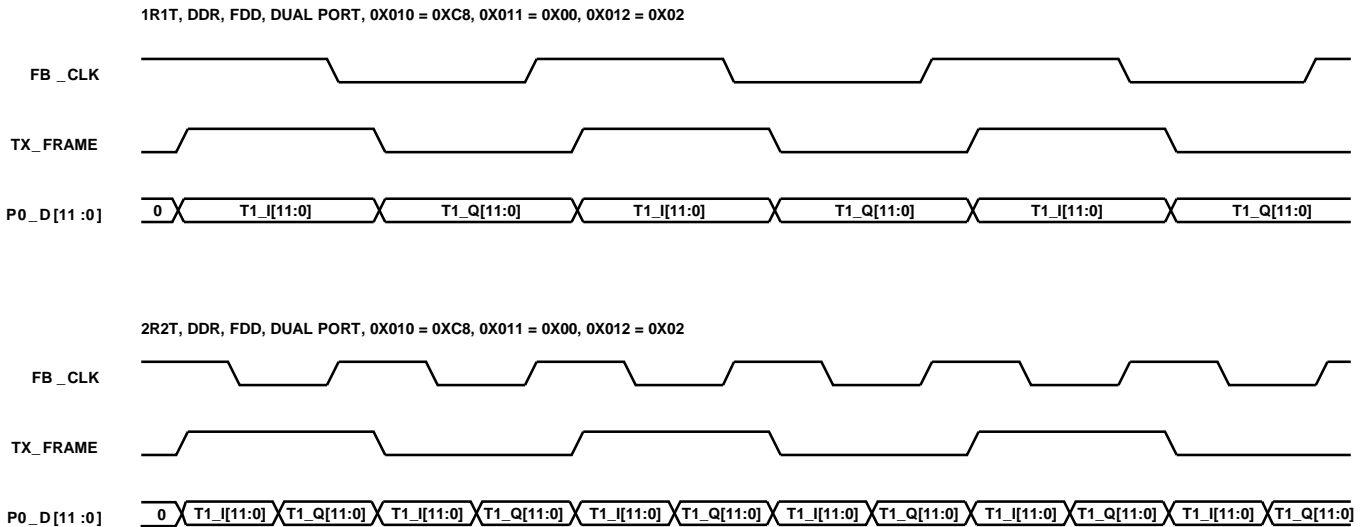 1R1T, DDR, FDD, DUAL PORT, 0X010 = 0XC8, 0X011 = 0X00, 0X012 = 0X02
FB _CLK
TX_FRAME
P0_D[11 :0] 0 T1_I[11:0] T1_Q[11:0] T1_I[11:0] T1_Q[11:0] T1_I[11:0] T1_Q[11:0]
2R2T, DDR, FDD, DUAL PORT, 0X010 = 0XC8, 0X011 = 0X00, 0X012 = 0X02
FB _CLK
TX_FRAME
P0_D[11 :0] 0 T1_I[11:0] T1_Q[11:0] T1_I[11:0] T1_Q[11:0] T1_I[11:0] T1_Q[11:0] T1_I[11:0] T1_Q[11:0] T1_I[11:0] T1_Q[11:0] T1_I[11:0] T1_Q[11:0]